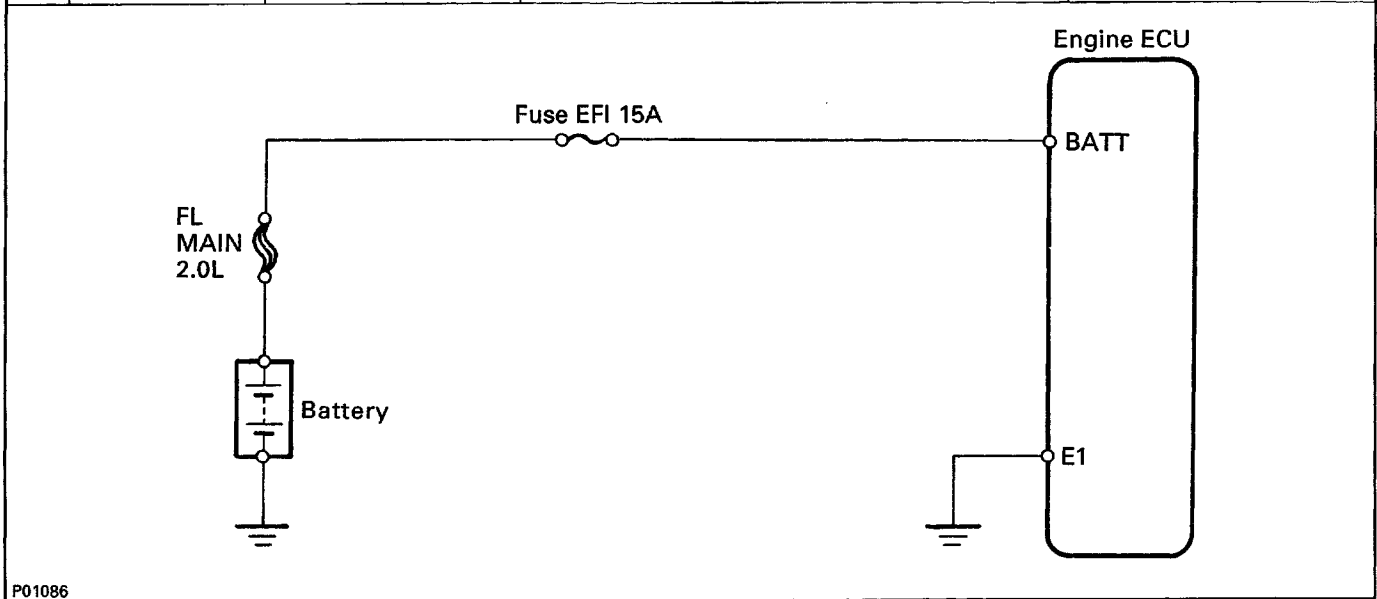 Engine ECU
Fuse EFI 15A
BATT
FL
MAIN
2.0L
Battery
E1
P01086